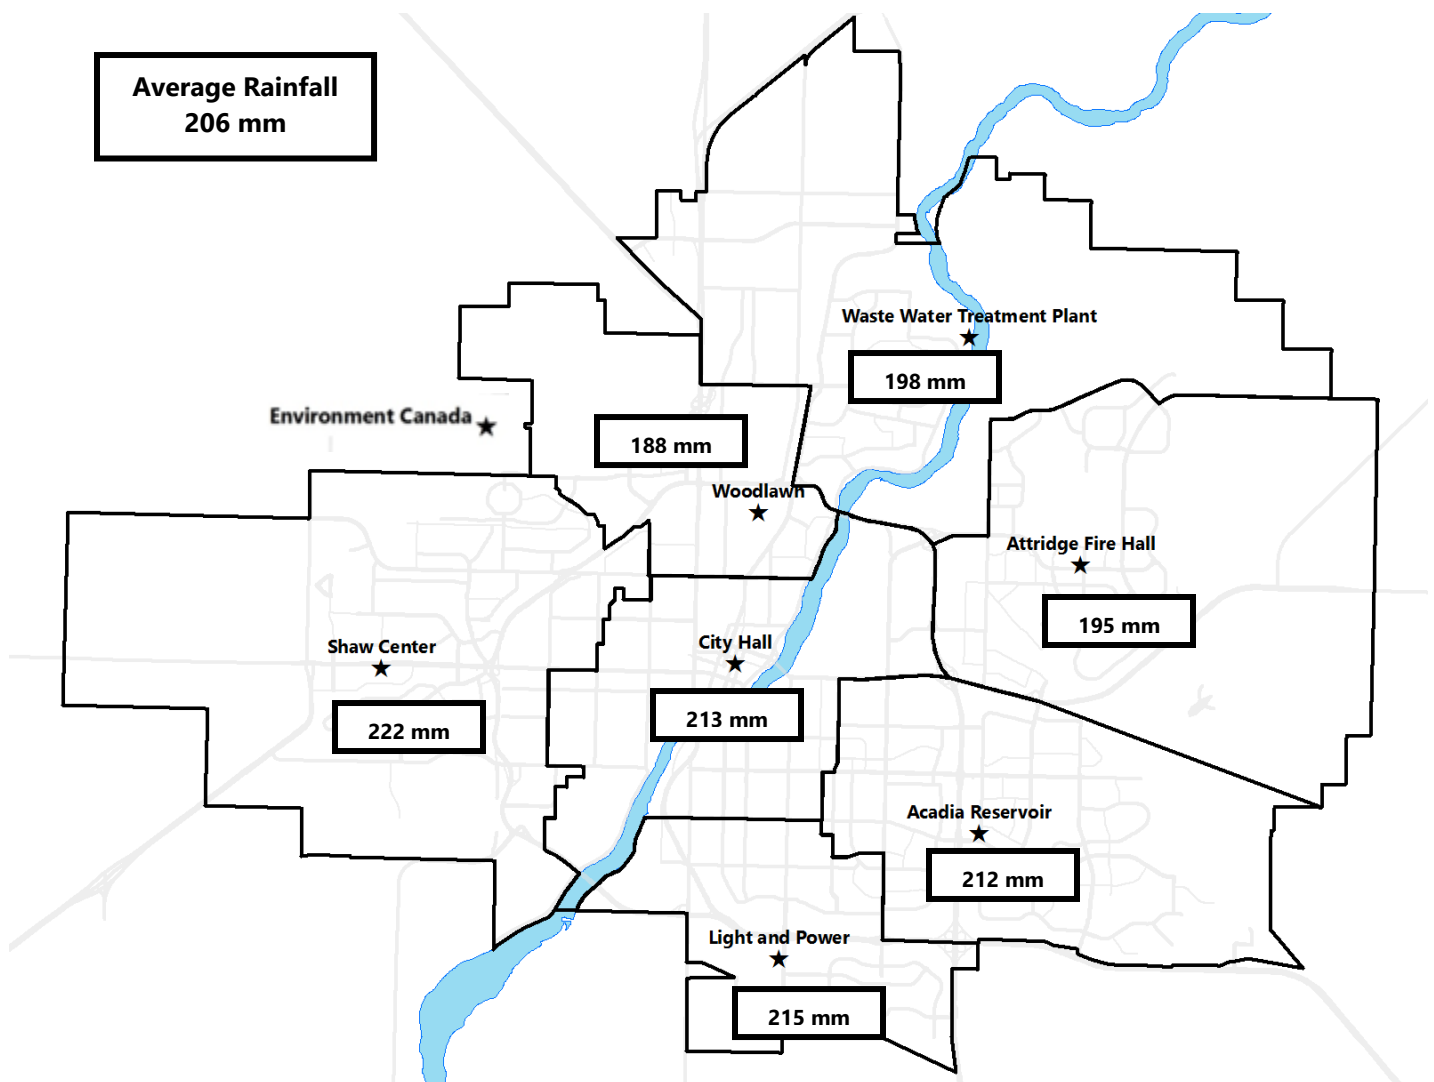 Average Rainfall
206 mm
Waste Water Treatment Plant
198 mm
Environment Canada
188 mm
Woodlawn
Attridge Fire Hall
195 mm
Shaw Center
222 mm
City Hall
213 mm
Acadia Reservoir
212 mm
Light and Power
215 mm